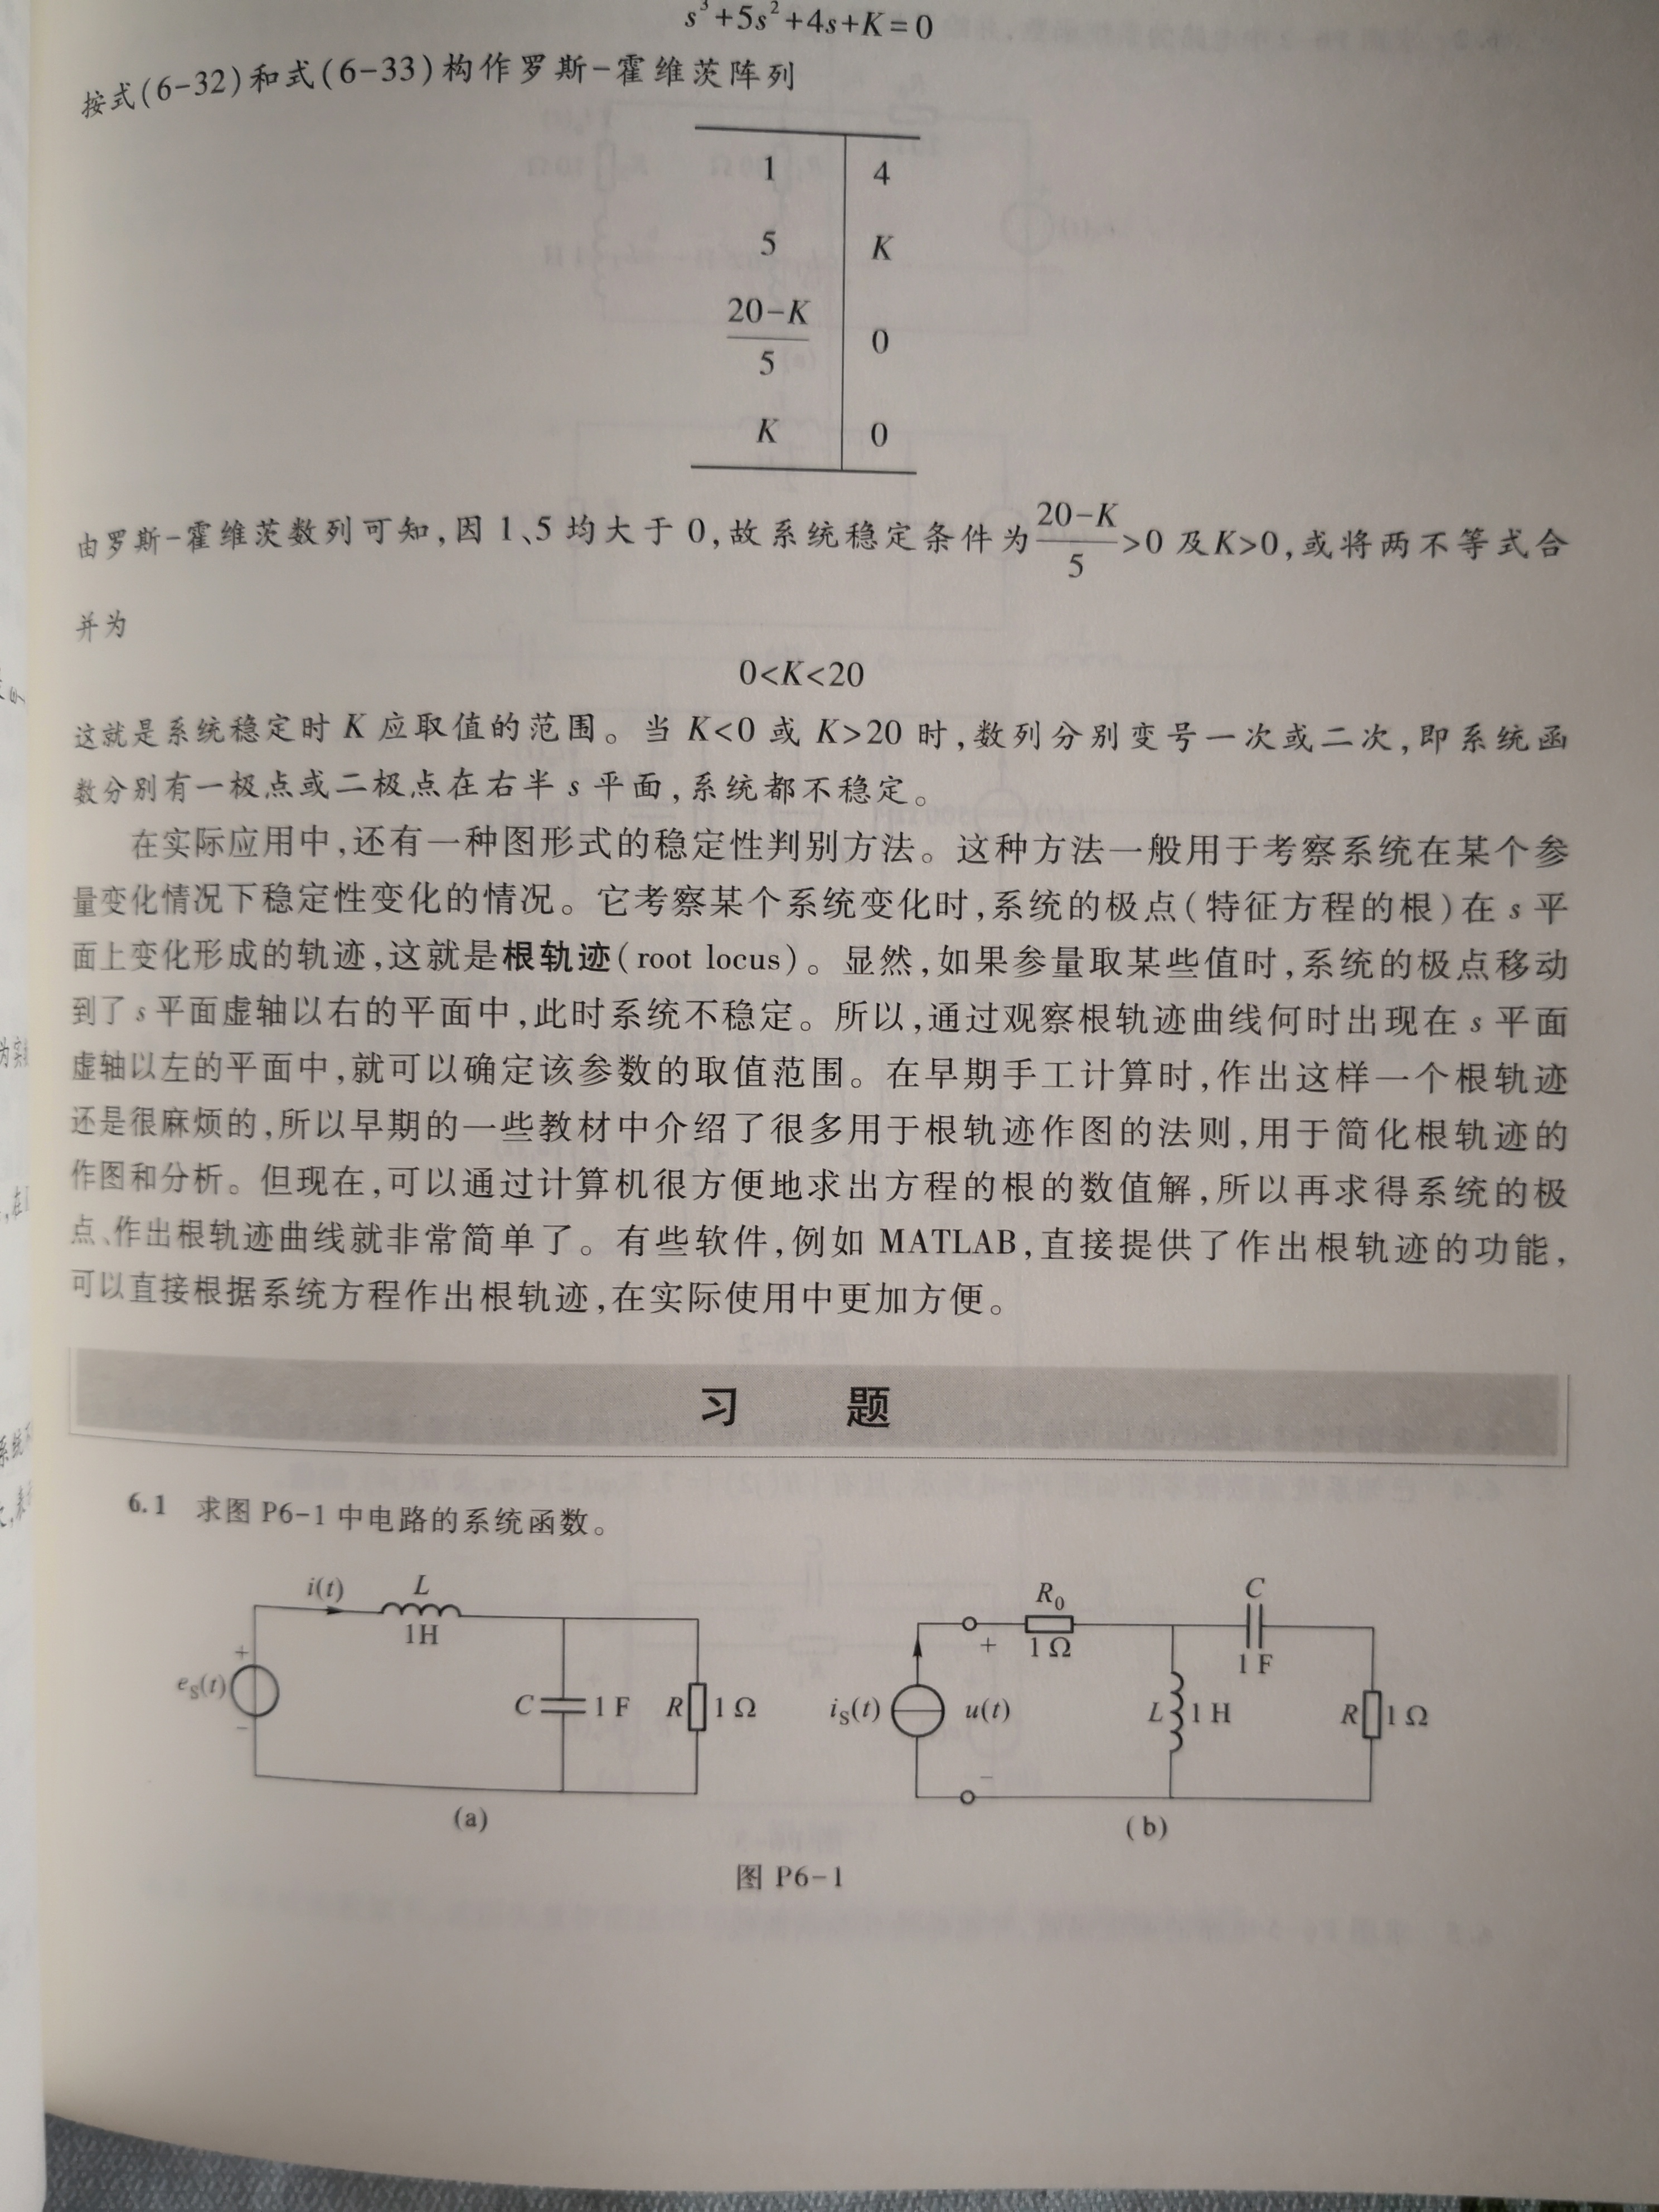 s³+5s²+4s+K=0
按式(6-32)和式(6-33)构作罗斯-霍维茨阵列
1 4
5 K
20-K
5
0
K 0
由罗斯-霍维茨数列可知,因1、5均大于0,故系统稳定条件为(20-K)/5>0及K>0,或将两不等式合
并为
0<K<20
这就是系统稳定时K应取值的范围。当K<0或K>20时,数列分别变号一次或二次,即系统函
数分别有一极点或二极点在右半s平面,系统都不稳定。
在实际应用中,还有一种图形式的稳定性判别方法。这种方法一般用于考察系统在某个参
量变化情况下稳定性变化的情况。它考察某个系统变化时,系统的极点(特征方程的根)在s平
面上变化形成的轨迹,这就是根轨迹(root locus)。显然,如果参量取某些值时,系统的极点移动
到了s平面虚轴以右的平面中,此时系统不稳定。所以,通过观察根轨迹曲线何时出现在s平面
虚轴以左的平面中,就可以确定该参数的取值范围。在早期手工计算时,作出这样一个根轨迹
还是很麻烦的,所以早期的一些教材中介绍了很多用于根轨迹作图的法则,用于简化根轨迹的
作图和分析。但现在,可以通过计算机很方便地求出方程的根的数值解,所以再求得系统的极
点、作出根轨迹曲线就非常简单了。有些软件,例如MATLAB,直接提供了作出根轨迹的功能,
可以直接根据系统方程作出根轨迹,在实际使用中更加方便。
习 题
6.1 求图P6-1中电路的系统函数。
i(t) L
1H
+
eS(t)
-
C 1 F R 1 Ω
(a)
R0 C
+ 1 Ω 1 F
iS(t) u(t) L 1 H R 1 Ω
-
(b)
图 P6-1